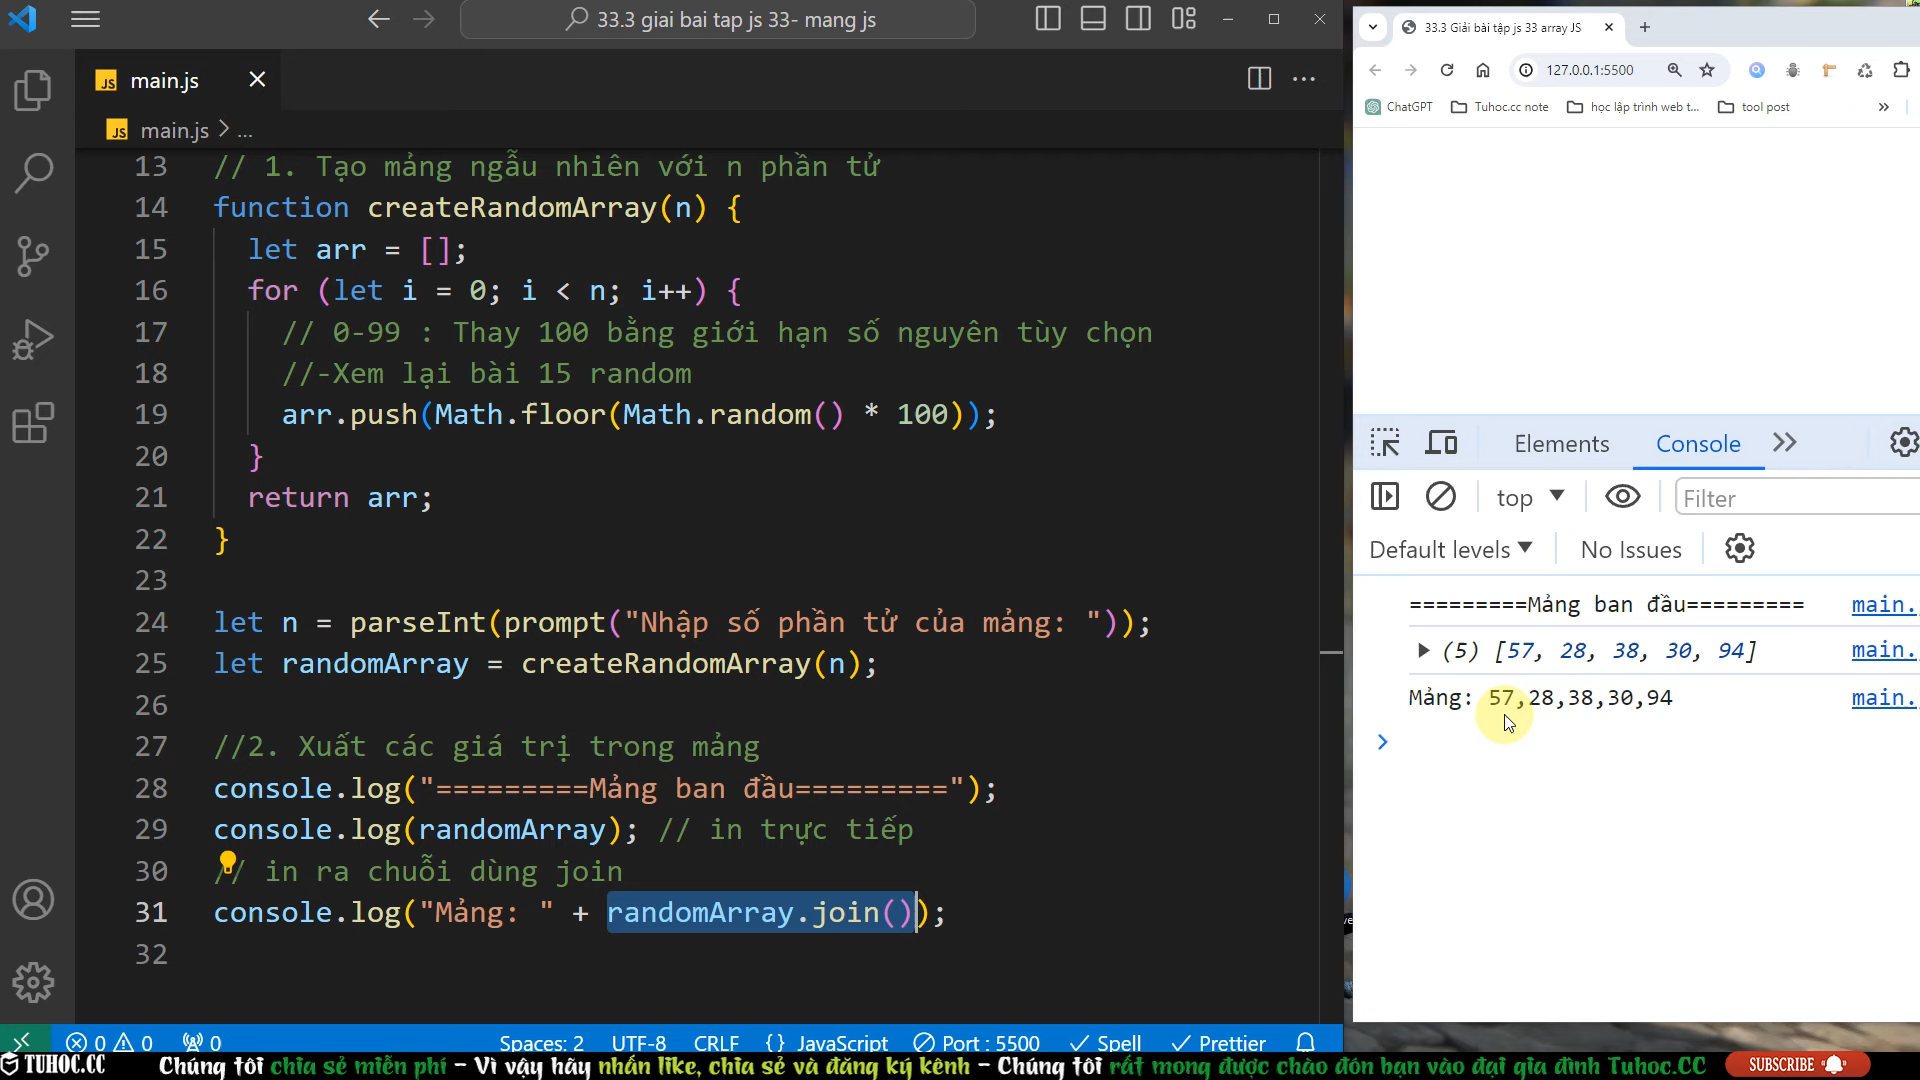 33.3 giai bai tap js 33- mang js
JS main.js
JS main.js > ...
13 // 1. Tạo mảng ngẫu nhiên với n phần tử
14 function createRandomArray(n) {
15 let arr = [];
16 for (let i = 0; i < n; i++) {
17 // 0-99 : Thay 100 bằng giới hạn số nguyên tùy chọn
18 //-Xem lại bài 15 random
19 arr.push(Math.floor(Math.random() * 100));
20 }
21 return arr;
22 }
23
24 let n = parseInt(prompt("Nhập số phần tử của mảng: "));
25 let randomArray = createRandomArray(n);
26
27 //2. Xuất các giá trị trong mảng
28 console.log("=========Mảng ban đầu=========");
29 console.log(randomArray); // in trực tiếp
30 // in ra chuỗi dùng join
31 console.log("Mảng: " + randomArray.join());
32
0 0 0 Spaces: 2 UTF-8 CRLF {} JavaScript Port : 5500 Spell Prettier
33.3 Giải bài tập js 33 array JS
127.0.0.1:5500
ChatGPT Tuhoc.cc note học lập trình web t... tool post
Elements Console
top Filter
Default levels No Issues
=========Mảng ban đầu========= main.
(5) [57, 28, 38, 30, 94] main.
Mảng: 57,28,38,30,94 main.
TUHOC.CC Chúng tôi chia sẻ miễn phí - Vì vậy hãy nhấn like, chia sẻ và đăng ký kênh - Chúng tôi rất mong được chào đón bạn vào đại gia đình Tuhoc.CC SUBSCRIBE